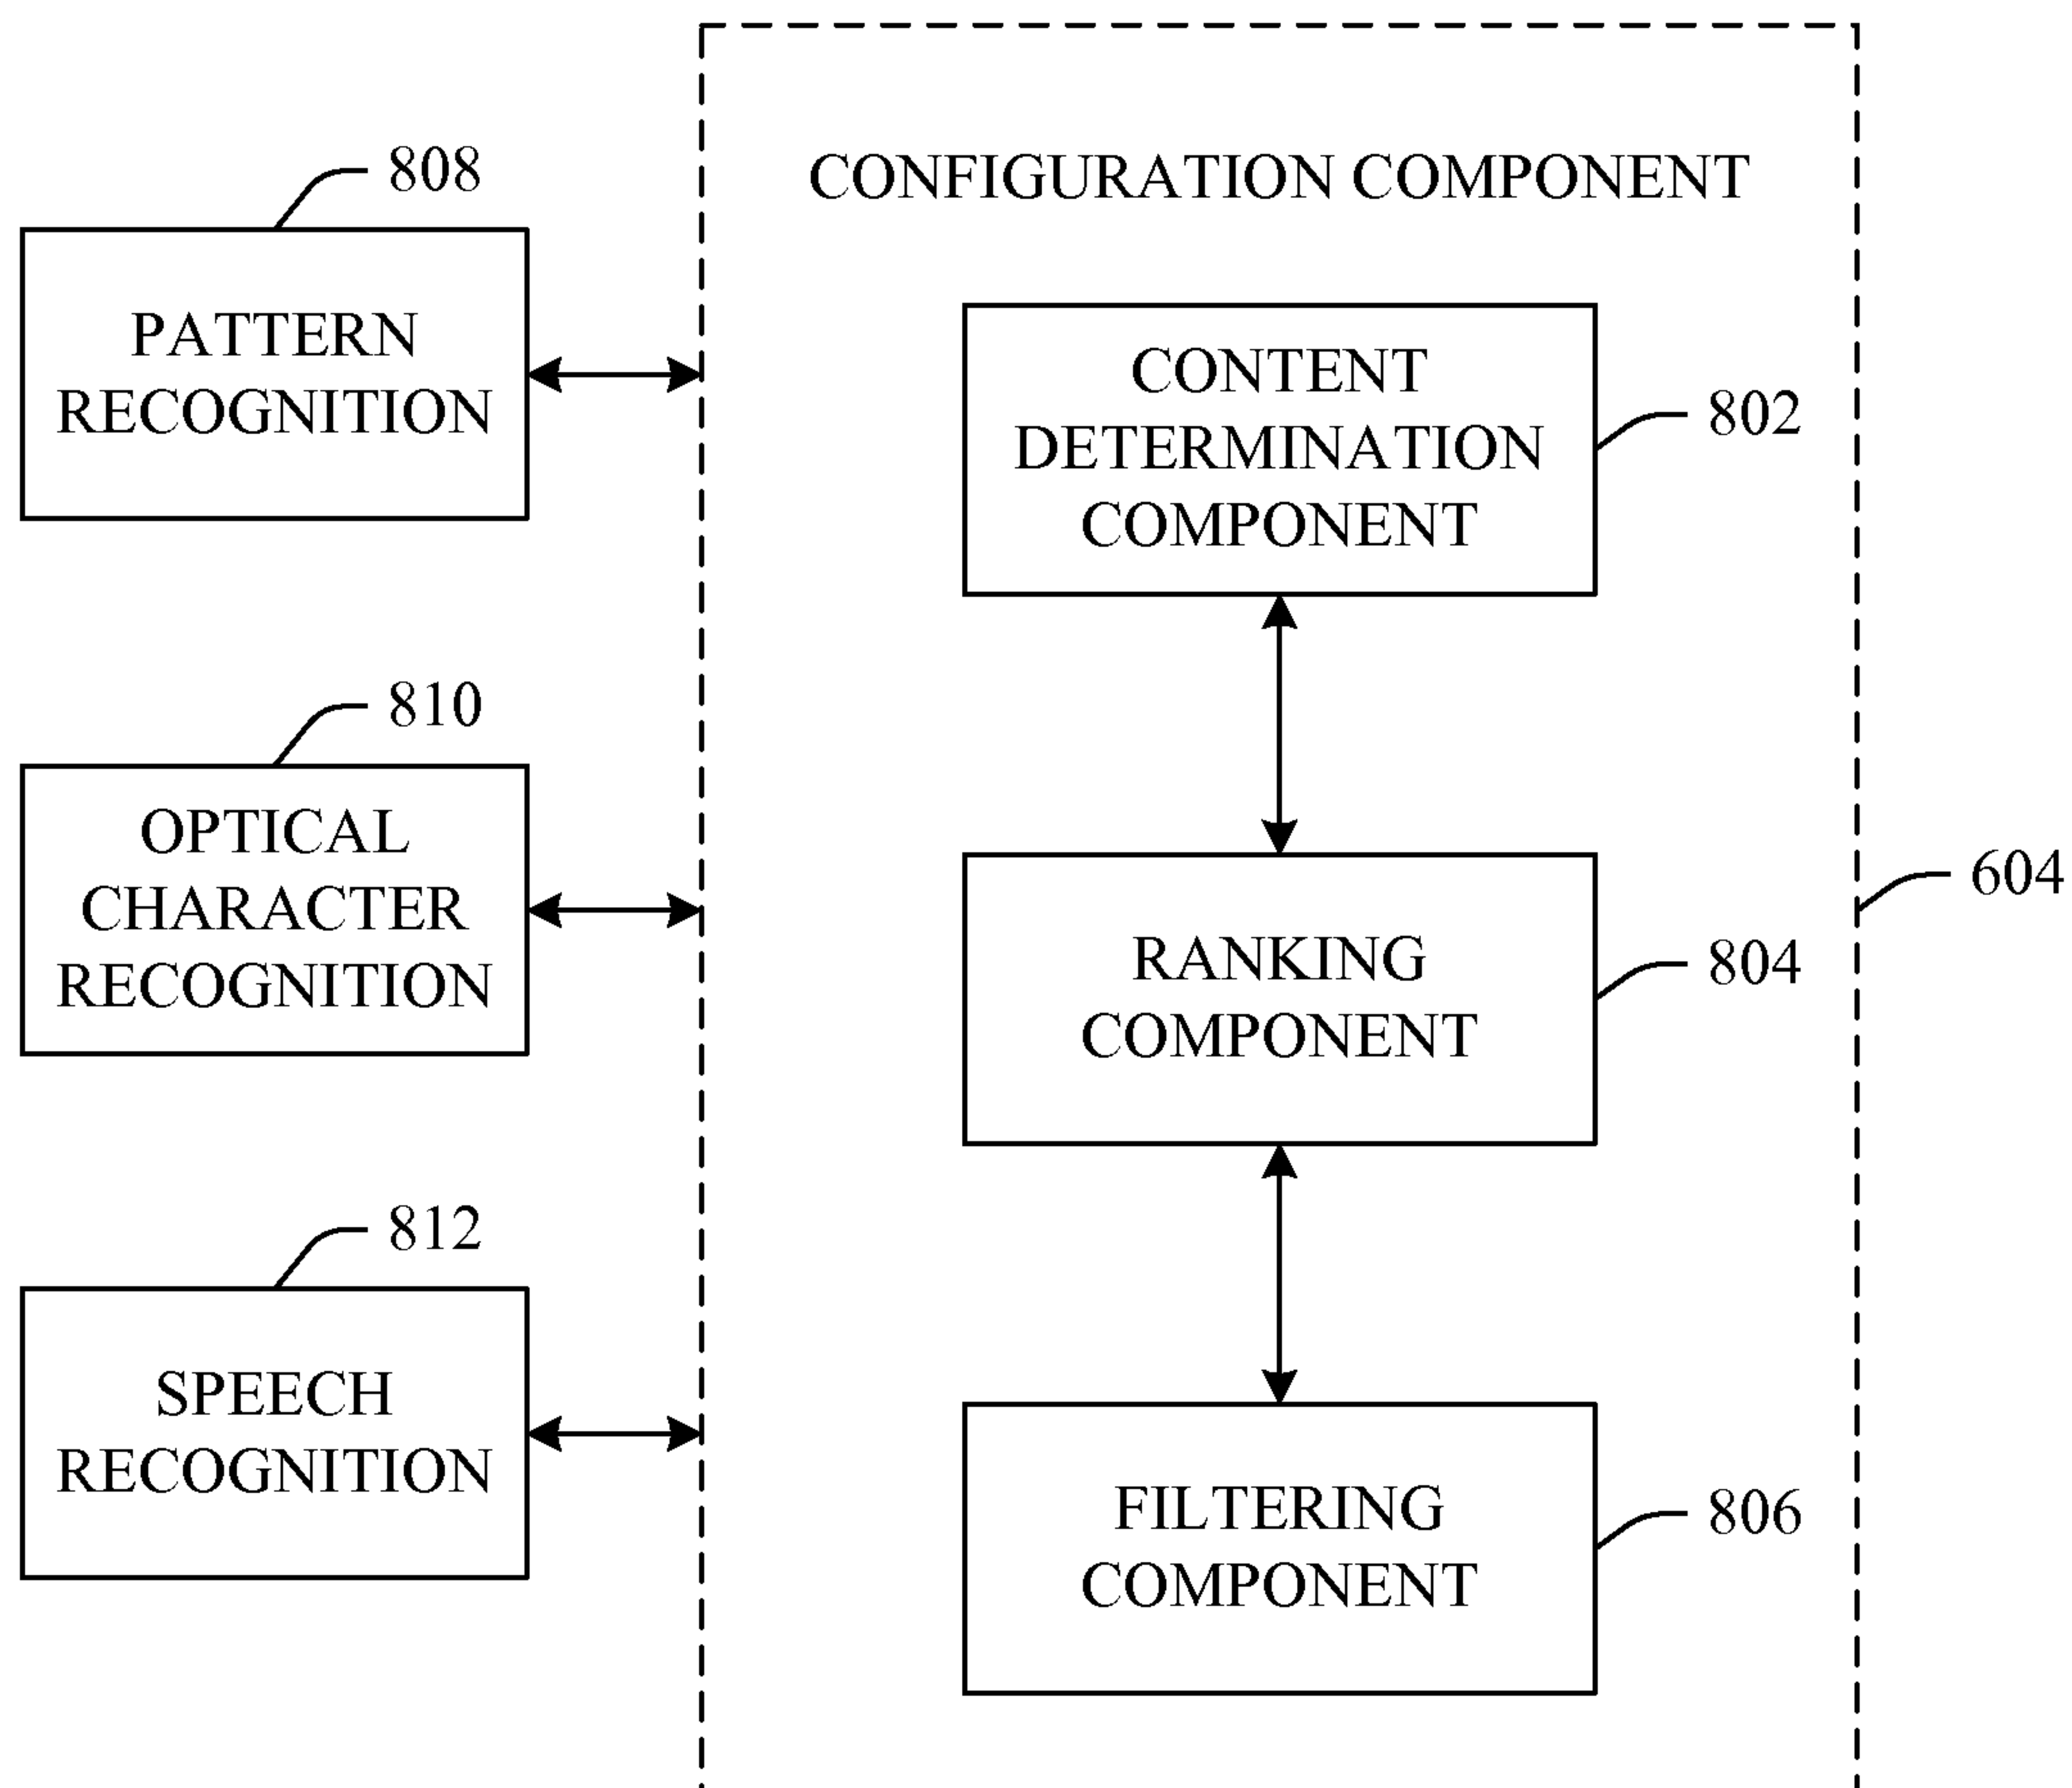 808
PATTERN
RECOGNITION
810
OPTICAL
CHARACTER
RECOGNITION
812
SPEECH
RECOGNITION
CONFIGURATION COMPONENT
CONTENT
DETERMINATION
COMPONENT
802
RANKING
COMPONENT
804
FILTERING
COMPONENT
806
604